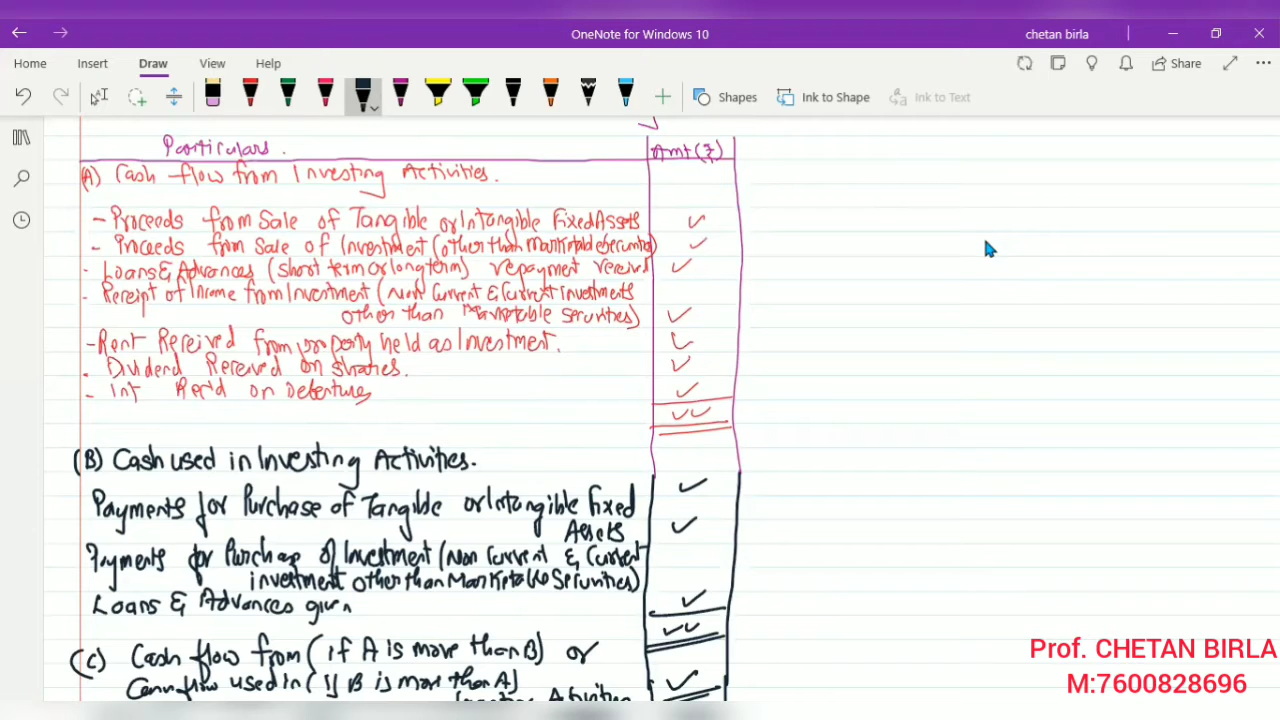 OneNote for Windows 10
chetan birla
Home Insert Draw View Help
Share
Shapes Ink to Shape Ink to Text
Particulars. Amt (₹)
(A) Cash flow from Investing Activities.
- Proceeds from Sale of Tangible or Intangible Fixed Assets
- Proceeds from Sale of Investment (other than Marketable Securities)
- Loans & Advances (short term or long term) repayment received
- Receipt of Income from Investment (Non Current & Current Investments
other than Marketable Securities)
- Rent Received from property held as Investment.
- Dividend Received on Shares.
- Int Rec'd on Debentures
(B) Cash used in Investing Activities.
Payments for Purchase of Tangible or Intangible Fixed
Assets
Payments for Purchase of Investment (Non Current & Current
investment other than Marketable Securities)
Loans & Advances given
(C) Cash flow from (if A is more than B) or
Cash flow used in (if B is more than A)
Activities
Prof. CHETAN BIRLA
M:7600828696